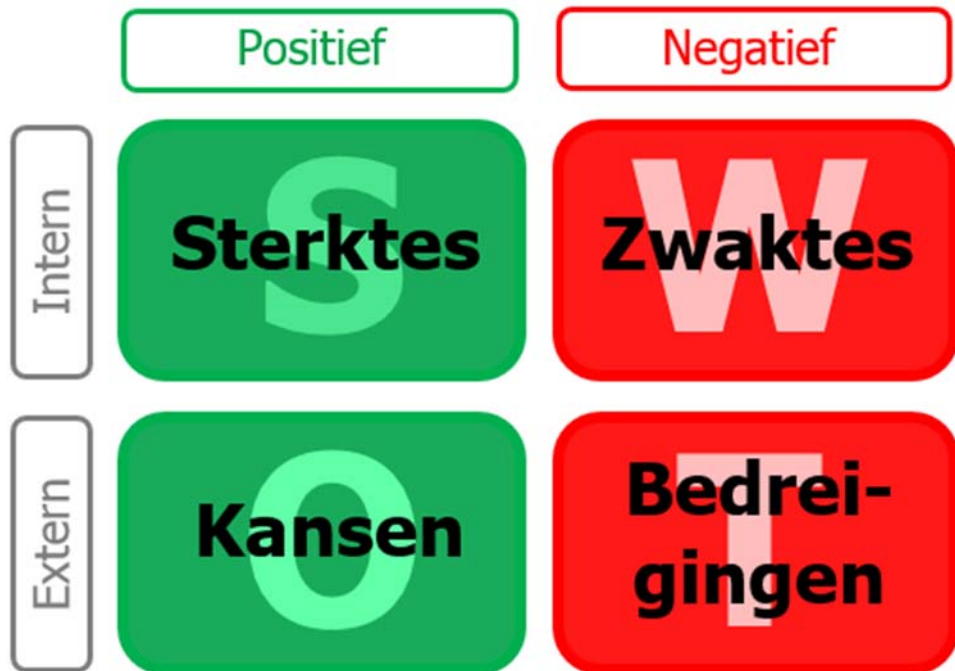 Positief
Negatief
Intern
S
Sterktes
W
Zwaktes
Extern
O
Kansen
T
Bedrei-
gingen